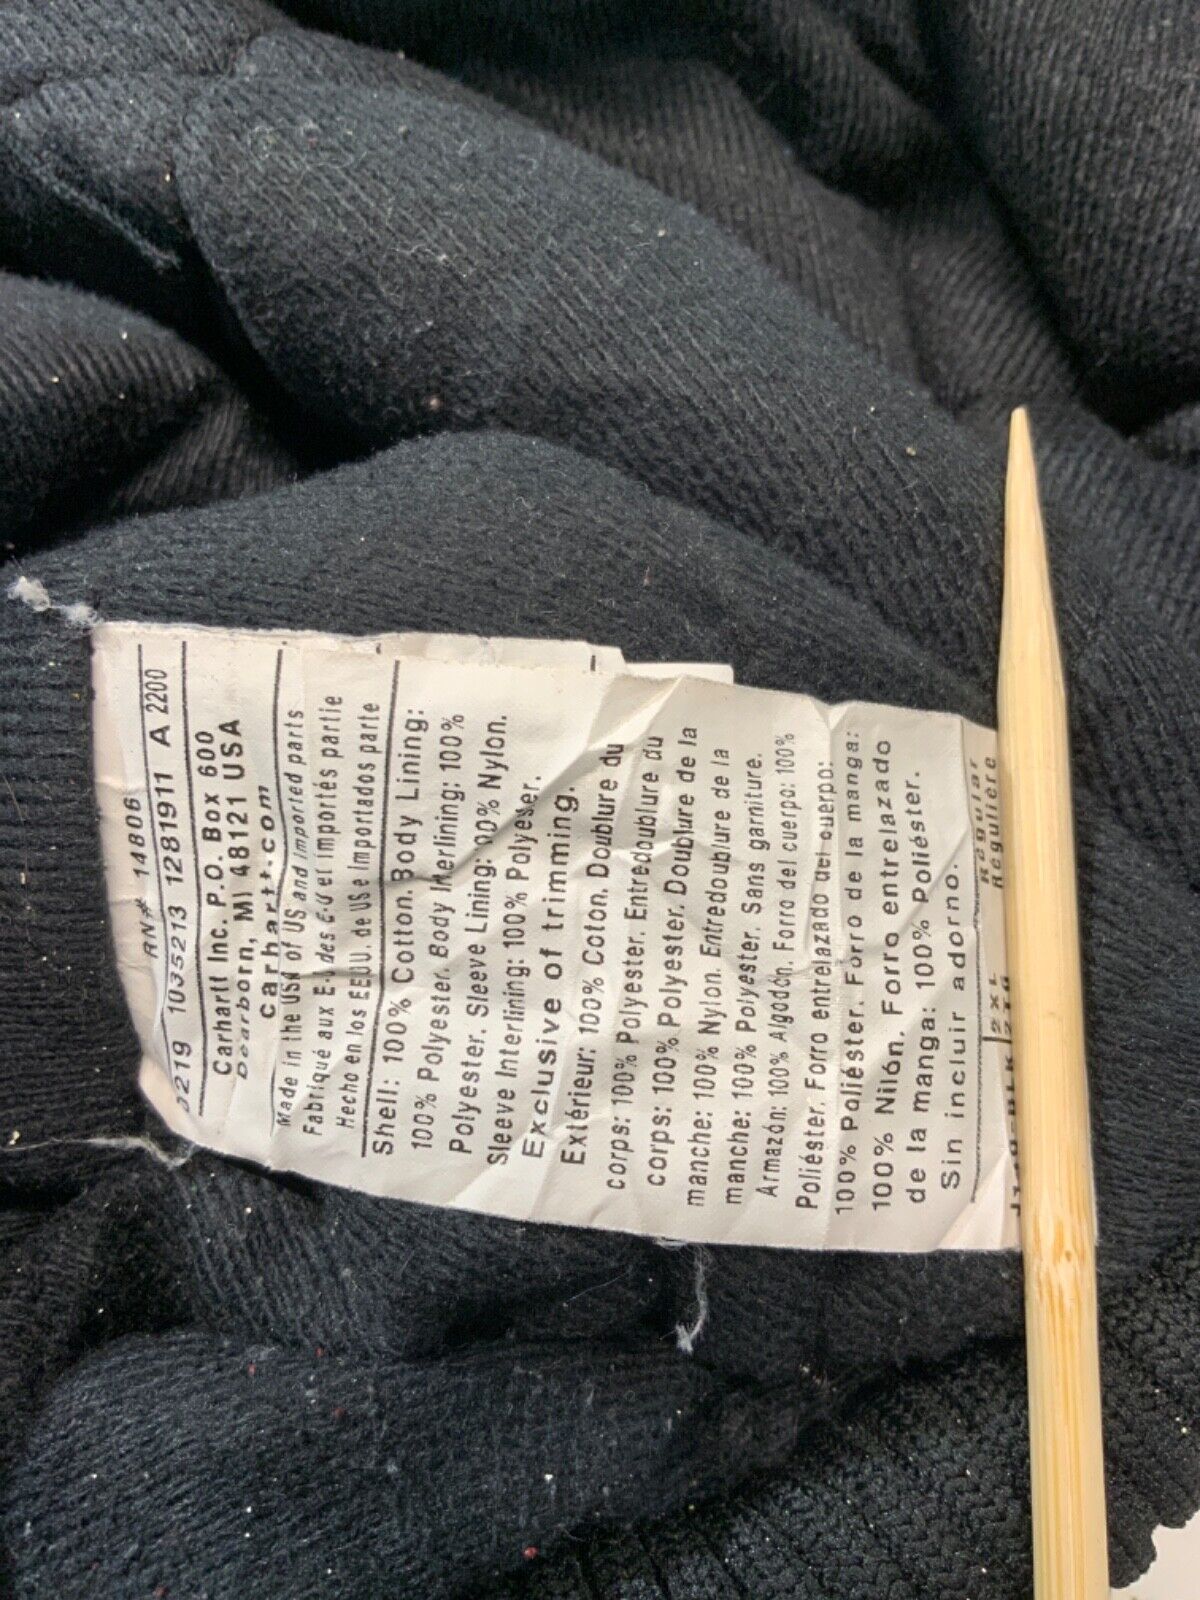 RN# 14806
0219 1035213 1281911 A 2200
Carhartt Inc. P.O. Box 600
Dearborn, MI 48121 USA
Carhartt.com
Made in the USA of US and imported parts
Fabriqué aux E.- des E.-U et importés partie
Hecho en los EEUU. de US e Importados parte
Shell: 100% Cotton. Body Lining:
100% Polyester. Body Interlining: 100%
Polyester. Sleeve Lining: Nylon.
Sleeve Interlining: 100% Polyester.
Exclusive of trimming.
Extérieur: 100% Coton. Doublure du
corps: 100% Polyester. Entredoublure du
corps: 100% Polyester. Doublure de la
manche: 100% Nylon. Entredoublure de la
manche: 100% Polyester. Sans garniture.
Armazón: 100% Algodón. Forro del cuerpo: 100%
Poliéster. Forro entrelazado del cuerpo:
100% Poliéster. Forro de la manga:
100% Nilón. Forro entrelazado
de la manga: 100% Poliéster.
Sin incluir adorno.
2XL Regular
Régulière